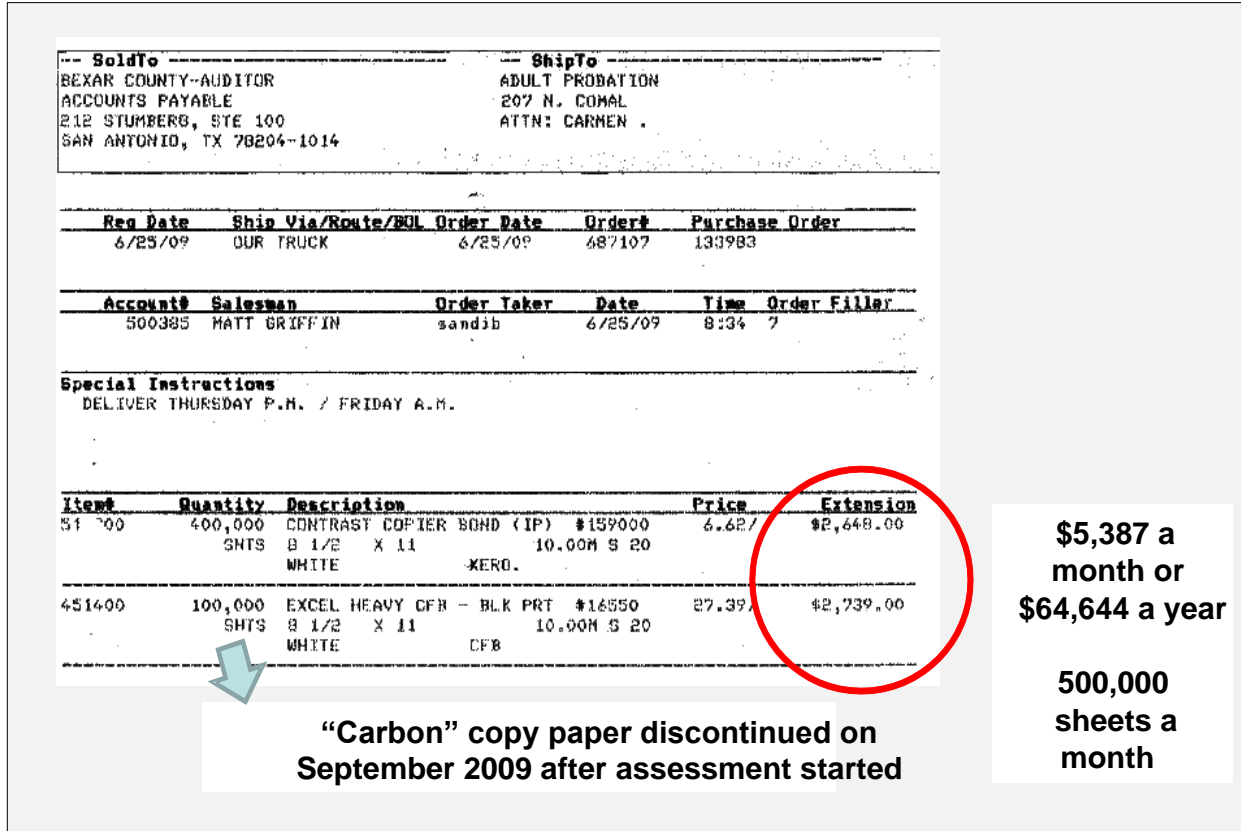 -- SoldTo -- -- ShipTo --
BEXAR COUNTY-AUDITOR ADULT PROBATION
ACCOUNTS PAYABLE 207 N. COMAL
212 STUMBERG, STE 100 ATTN: CARMEN .
SAN ANTONIO, TX 78204-1014
Req Date Ship Via/Route/BOL Order Date Order# Purchase Order
6/25/09 OUR TRUCK 6/25/09 687107 133983
Account# Salesman Order Taker Date Time Order Filler
500385 MATT GRIFFIN sandib 6/25/09 8:34 7
Special Instructions
DELIVER THURSDAY P.M. / FRIDAY A.M.
Item# Quantity Description Price Extension
400,000 CONTRAST COPIER BOND (IP) #159000 6.62/ $2,648.00
SHTS 8 1/2 X 11 10.00M S 20
WHITE XERO.
451400 100,000 EXCEL HEAVY CFB - BLK PRT #16550 27.39/ $2,739.00
SHTS 8 1/2 X 11 10.00M S 20
WHITE CFB
$5,387 a
month or
$64,644 a year
500,000
sheets a
month
“Carbon” copy paper discontinued on
September 2009 after assessment started